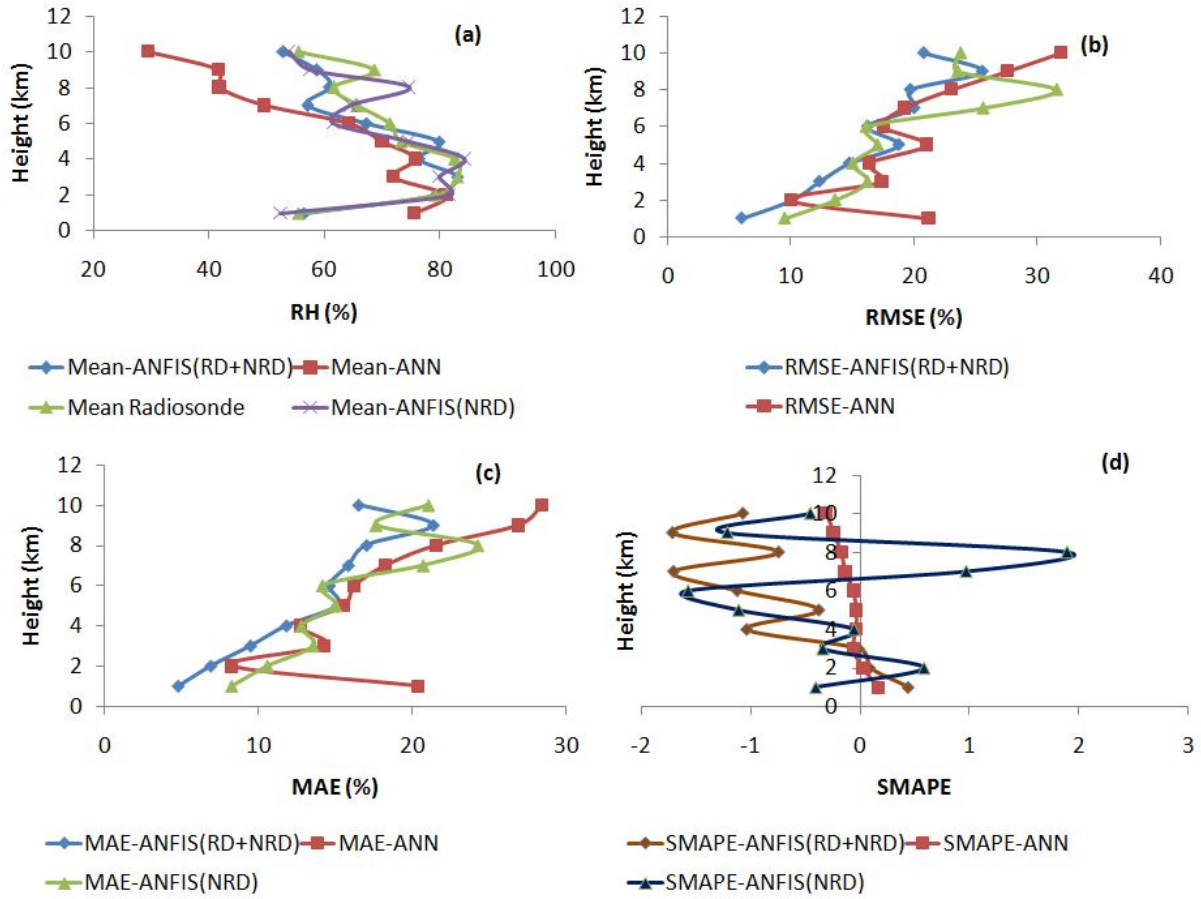 (a)
12
10
8
6
4
2
0
Height (km)
20 40 60 80 100
RH (%)
Mean-ANFIS(RD+NRD) Mean-ANN
Mean Radiosonde Mean-ANFIS(NRD)
(b)
12
10
8
6
4
2
0
Height (km)
0 10 20 30 40
RMSE (%)
RMSE-ANFIS(RD+NRD)
RMSE-ANN
(c)
12
10
8
6
4
2
0
Height (km)
0 10 20 30
MAE (%)
MAE-ANFIS(RD+NRD) MAE-ANN
MAE-ANFIS(NRD)
(d)
12
10
8
6
4
2
0
Height (km)
-2 -1 0 1 2 3
SMAPE
SMAPE-ANFIS(RD+NRD) SMAPE-ANN
SMAPE-ANFIS(NRD)